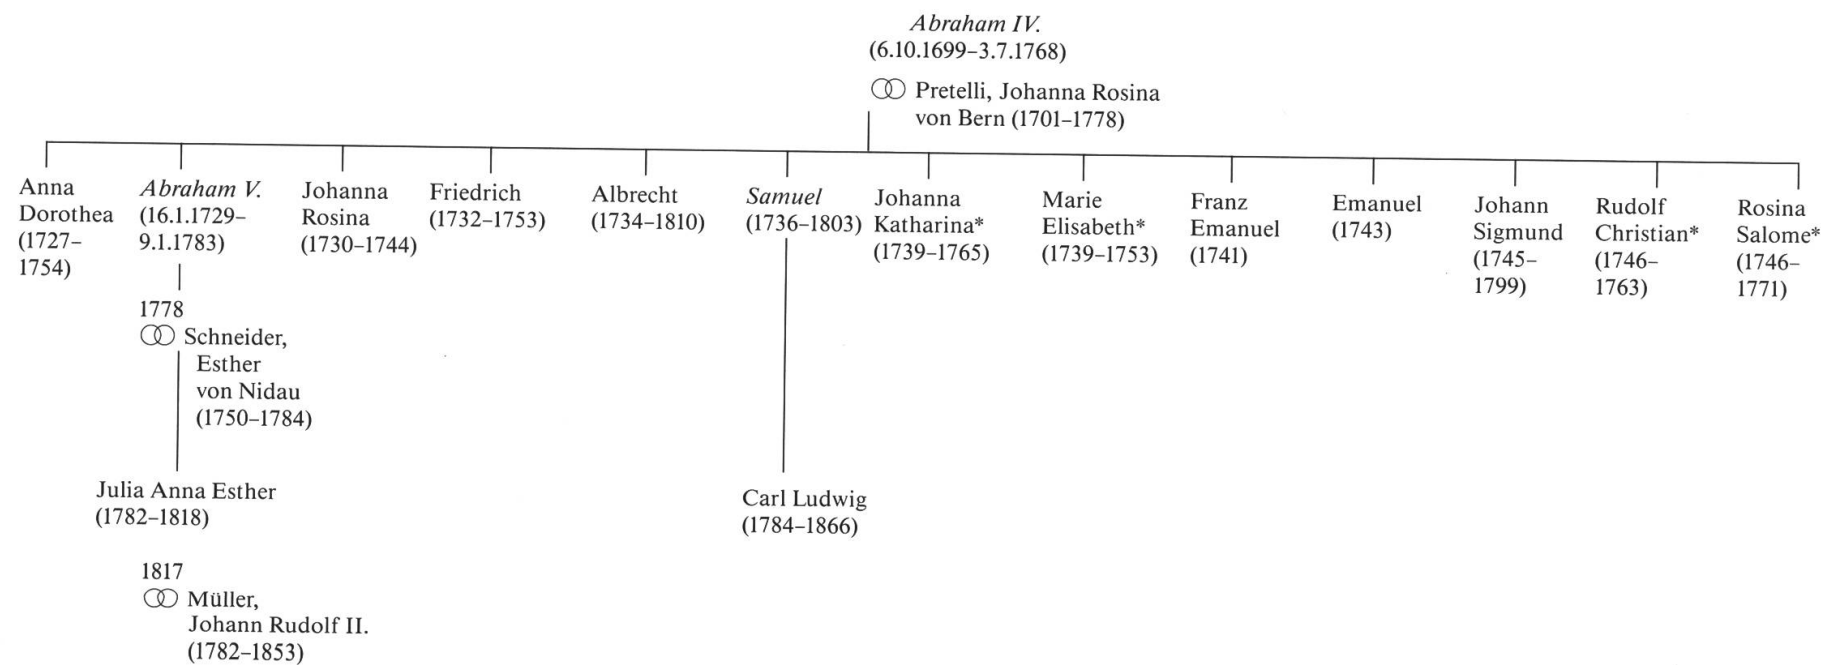 Abraham IV.
(6.10.1699–3.7.1768)
Pretelli, Johanna Rosina
von Bern (1701–1778)
Anna
Dorothea
(1727–
1754)
Abraham V.
(16.1.1729–
9.1.1783)
1778
Schneider,
Esther
von Nidau
(1750–1784)
Julia Anna Esther
(1782–1818)
1817
Müller,
Johann Rudolf II.
(1782–1853)
Johanna
Rosina
(1730–1744)
Friedrich
(1732–1753)
Albrecht
(1734–1810)
Samuel
(1736–1803)
Carl Ludwig
(1784–1866)
Johanna
Katharina*
(1739–1765)
Marie
Elisabeth*
(1739–1753)
Franz
Emanuel
(1741)
Emanuel
(1743)
Johann
Sigmund
(1745–
1799)
Rudolf
Christian*
(1746–
1763)
Rosina
Salome*
(1746–
1771)